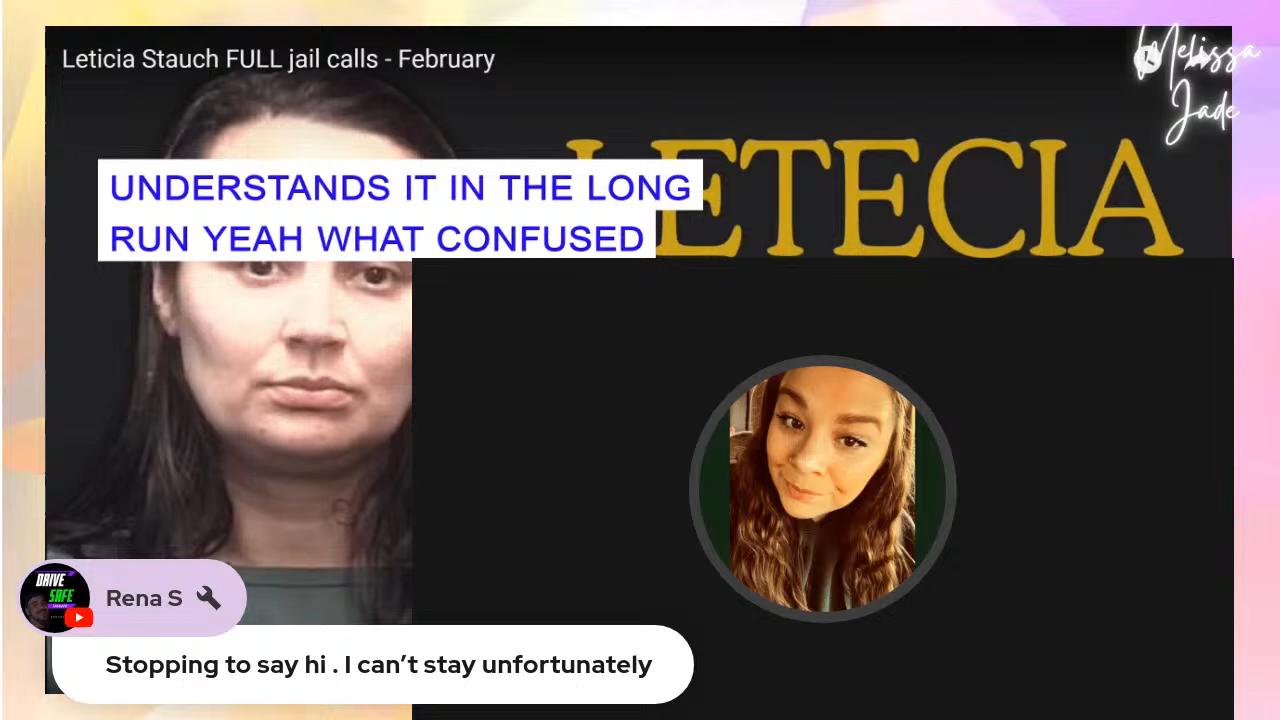 Leticia Stauch FULL jail calls - February
Melissa
Jade
LETECIA
UNDERSTANDS IT IN THE LONG
RUN YEAH WHAT CONFUSED
DRIVE
SAFE
Rena S
Stopping to say hi . I can’t stay unfortunately